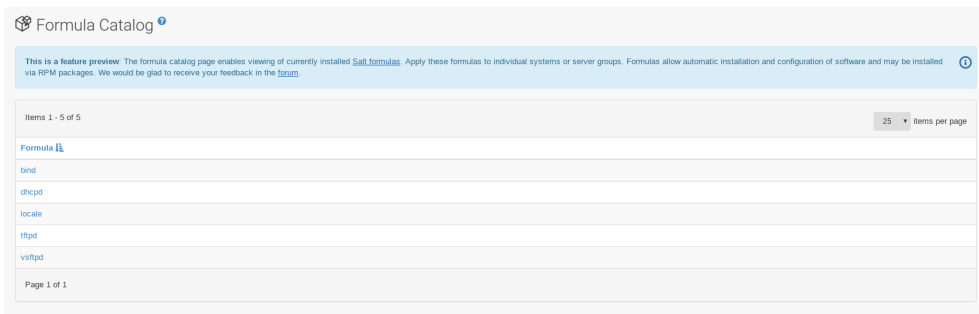 Formula Catalog ?
This is a feature preview: The formula catalog page enables viewing of currently installed Salt formulas. Apply these formulas to individual systems or server groups. Formulas allow automatic installation and configuration of software and may be installed
via RPM packages. We would be glad to receive your feedback in the forum.
Items 1 - 5 of 5
25 items per page
Formula
bind
dhcpd
locale
tftpd
vsftpd
Page 1 of 1